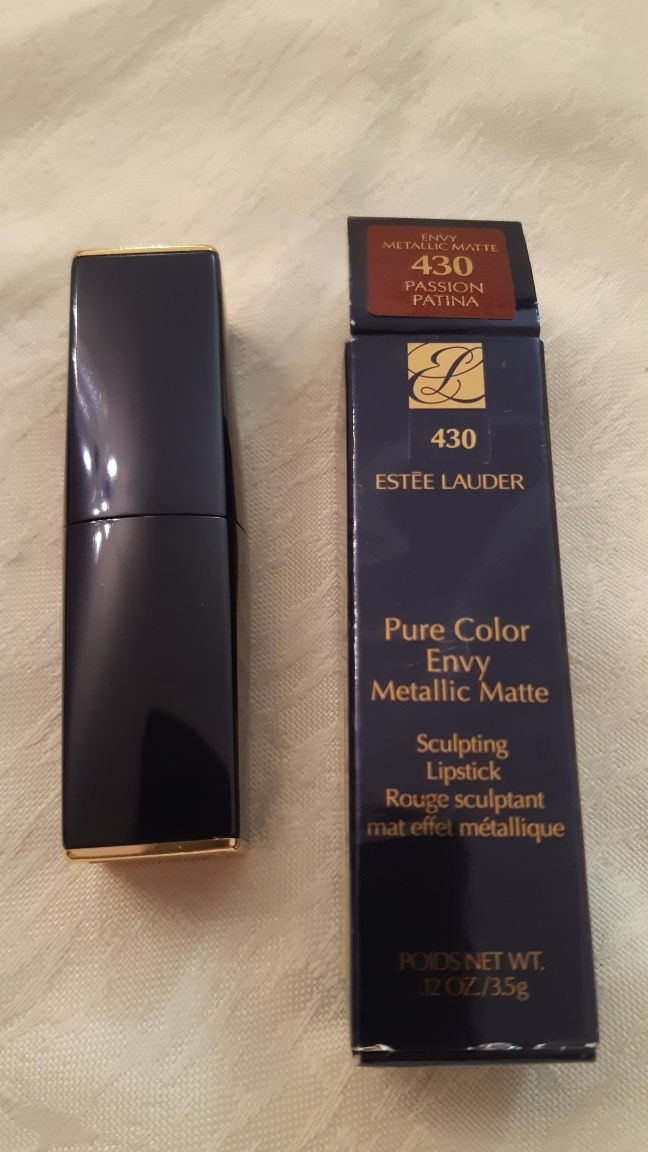 ENVY
METALLIC MATTE
430
PASSION
PATINA
EL
430
ESTĒE LAUDER
Pure Color
Envy
Metallic Matte
Sculpting
Lipstick
Rouge sculptant
mat effet métallique
POIDS NET WT.
.12 OZ./3.5g